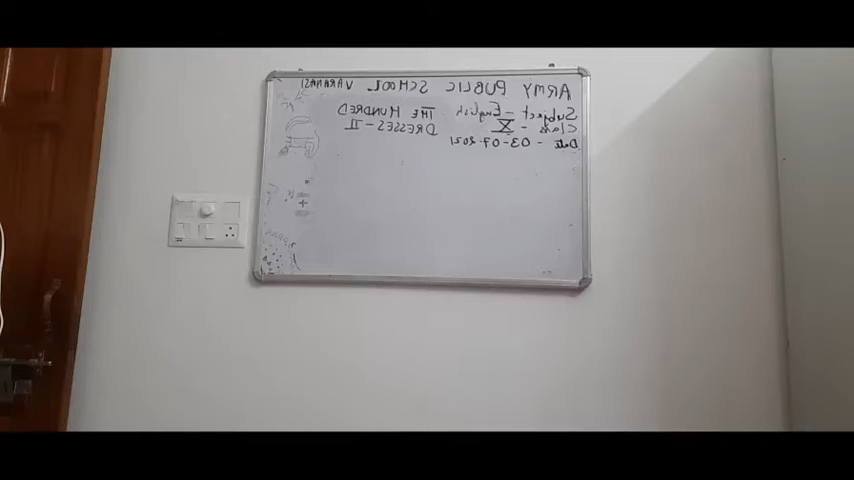 ARMY PUBLIC SCHOOL VARANASI
Subject - English THE HUNDRED
Class - X DRESSES - II
Date - 03-07-2021